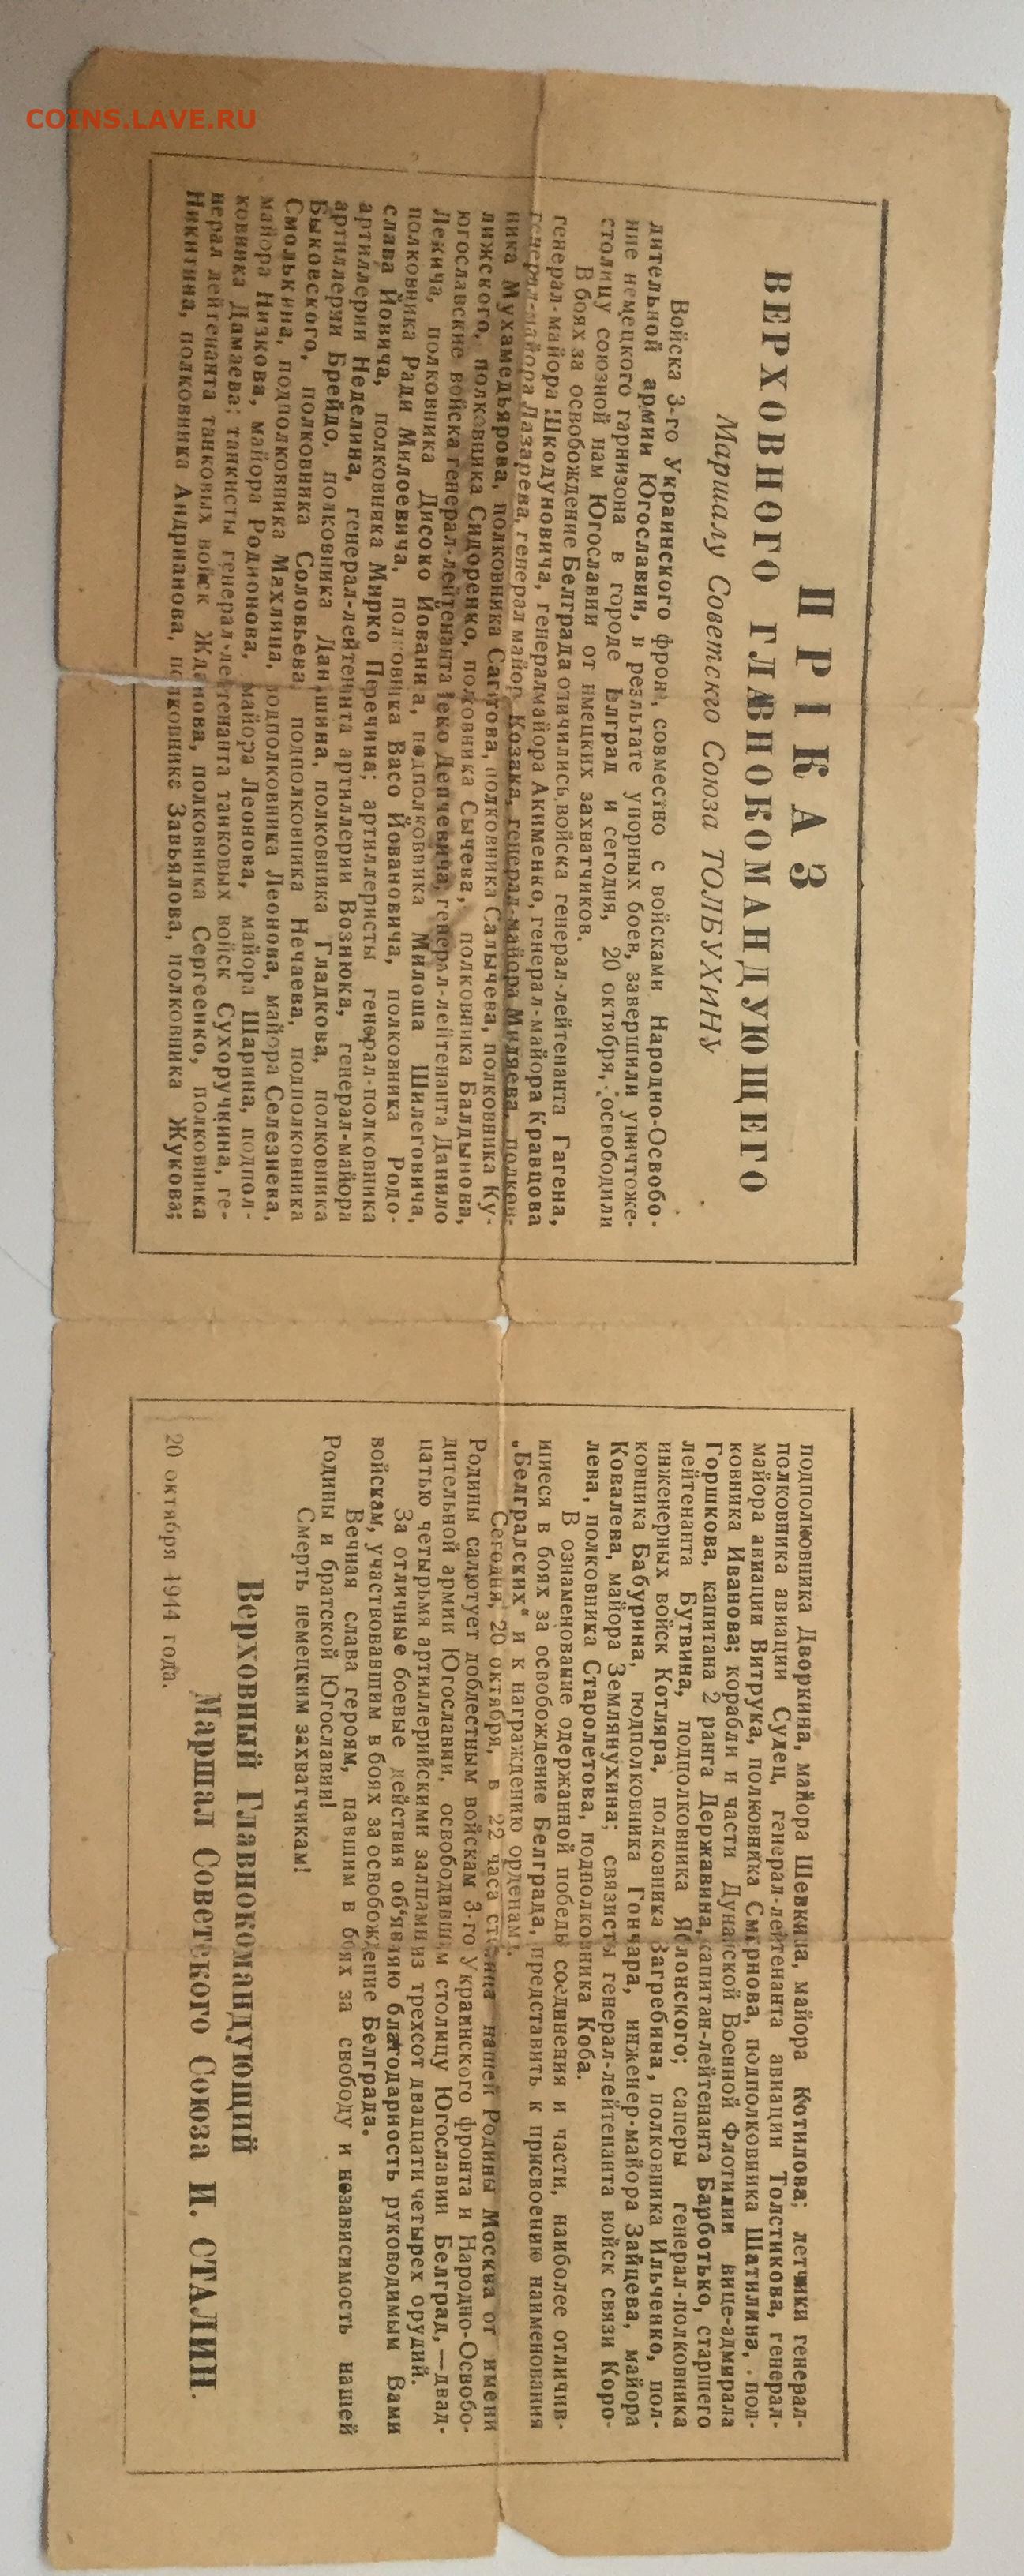 COINS.LAVE.RU
ПРІКАЗ
ВЕРХОВНОГО ГЛАВНОКОМАНДУЮЩЕГО
Маршалу Советскго Союза ТОЛБУХИНУ
Войска 3-го Украинского фронт, совместно с войсками Народно-Освобо-
дительной армии Югославии, в результате упорных боев, завершили уничтоже-
ние немецкого гарнизона в городе Белград и сегодня, 20 октября, освободили
столицу союзной нам Югославии от немецких захватчиков.
В боях за освобождение Белграда отличились войска генерал-лейтенанта Гагена,
генерал-майора Шкодуновича, генерал-майора Акименко, генерал-майора Кравцова
генерал-майора Лазарева, генерал майора Козака, генерал-майора Миляева, полков-
ника Мухамедьярова, полковника Сагитова, полковника Салычева, полковника Ку-
лижского, полковника Сидоренко, полковника Сычева, полковника Балдынова,
югославские войска генерал-лейтенанта Пеко Депчевича, генерал-лейтенанта Данило
Лекича, полковника Дисоко полковника Милоша Шилеговича,
полковника Ради Милоевича, полковника Васо Йовановича, полковника Родо-
слава Йовича, полковника Мирко Перечина; артиллеристы генерал-полковника
артиллерии Неделина, генерал-лейтенанта артиллерии Вознюка, генерал-майора
артиллерии Брейдо, полковника Даншина, полковника Гладкова, полковника
Быковского, полковника Соловьева подполковника Нечаева, подполковника
Смолькина, подполковника Махлина, подполковника Леонова, майора Селезнева,
майора Низкова, майора Родионова, майора Леонова, майора Шарина, подпол-
ковника Дамаева; танкисты генерал-лейтенанта танковых войск Сухоручкина, ге-
нерал лейтенанта танковых войск Жданова, полковника Сергеенко, полковника
Никитина, полковника Андрианова, полковника Завьялова, полковника Жукова;
подполковника Дворкина, майора Шевкина, майора Котилова; летчики генерал-
полковника авиации Судец, генерал-лейтенанта авиации Толстикова, генерал-
майора авиации Витрука, полковника Смирнова, подполковника Шатилина, пол-
ковника Иванова; корабли и части Дунайской Военной Флотилии вице-адмирала
Горшкова, капитана 2 ранга Державина, капитан-лейтенанта Барботько, старшего
лейтенанта Бутвина, подполковника Яблонского; саперы генерал-полковника
инженерных войск Котляра, полковника Загребина, полковника Ильченко, пол-
ковника Бабурина, подполковника Гончара, инженер-майора Зайцева, майора
Ковалева, майора Землянухина; связисты генерал-лейтенанта войск связи Коро-
лева, полковника Старолетова, подполковника Коба.
В ознаменование одержанной победы соединения и части, наиболее отличив-
шиеся в боях за освобождение Белграда, представить к присвоению наименования
„Белградских" и к награждению орденами.
Сегодня, 20 октября, в 22 часа столица нашей Родины Москва от имени
Родины салютует доблестным войскам 3-го Украинского фронта и Народно-Освобо-
дительной армии Югославии, освободившим столицу Югославии Белград,—двад-
цатью четырьмя артиллерийскими залпами из трехсот двадцати четырех орудий.
За отличные боевые действия об'являю благодарность руководимым Вами
войскам, участвовавшим в боях за освобождение Белграда.
Вечная слава героям, павшим в боях за свободу и независимость нашей
Родины и братской Югославии!
Смерть немецким захватчикам!
Верховный Главнокомандующий
Маршал Советского Союза И. СТАЛИН.
20 октября 1944 года.